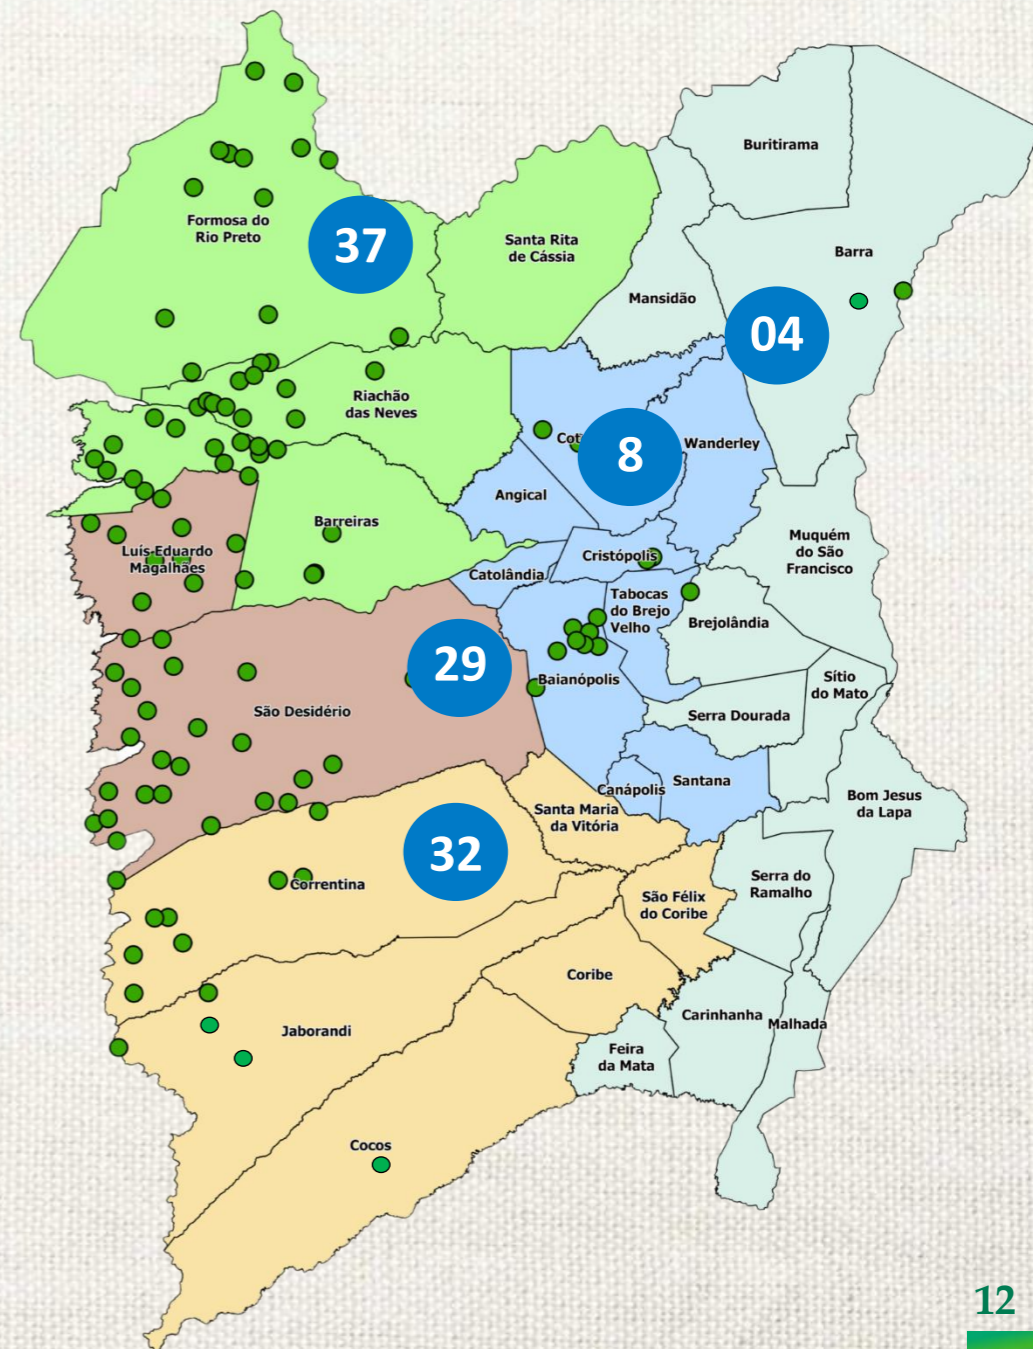 Buritirama
Formosa do
Rio Preto
37
Santa Rita
de Cássia
Barra
Mansidão
04
Riachão
das Neves
8
Wanderley
Angical
Barreiras
Luís Eduardo
Magalhães
Muquém
do São
Francisco
Cristópolis
Catolândia
Tabocas
do Brejo
Velho
Brejolândia
29
Baianópolis
Sítio
do Mato
São Desidério
Serra Dourada
Canápolis
Santana
Bom Jesus
da Lapa
Santa Maria
da Vitória
32
Correntina
Serra do
Ramalho
São Félix
do Coribe
Coribe
Carinhanha
Malhada
Jaborandi
Feira
da Mata
Cocos
12